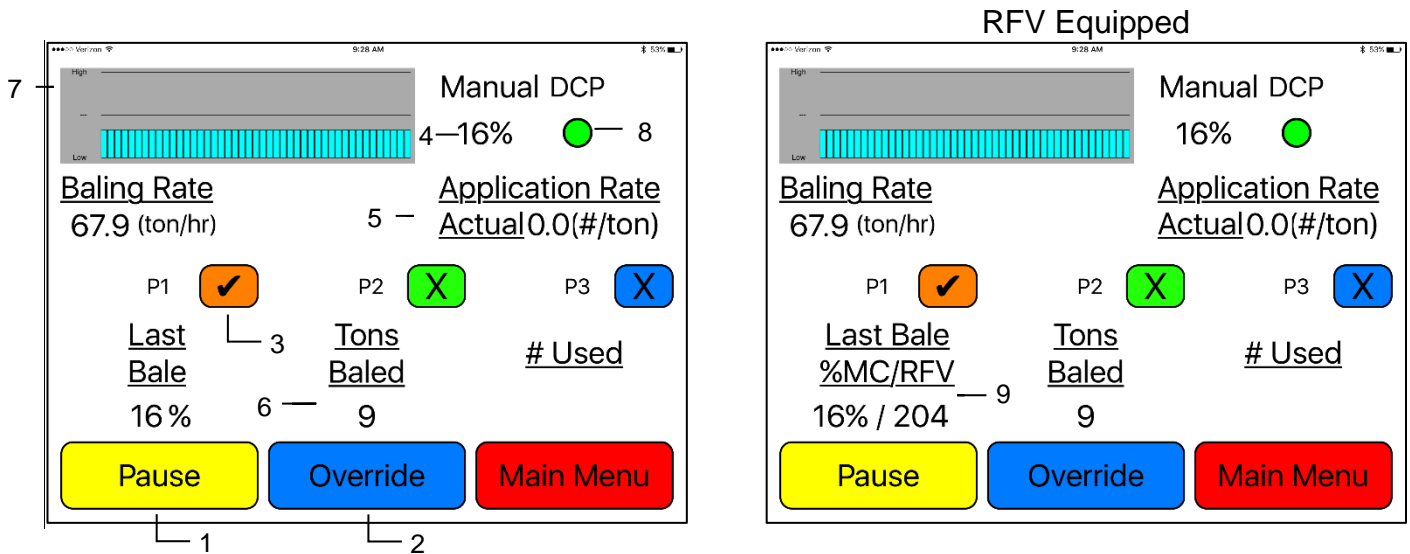 RFV Equipped
Verizon 9:28 AM 53%
7
High
–
Low
Manual DCP
4 16% 8
Baling Rate
67.9 (ton/hr)
5
Application Rate
Actual 0.0(#/ton)
P1 ✔ P2 X P3 X
3
Last
Bale
16 %
Tons
Baled
6 9
# Used
Pause Override Main Menu
1 2
Verizon 9:28 AM 53%
High
–
Low
Manual DCP
16%
Baling Rate
67.9 (ton/hr)
Application Rate
Actual 0.0(#/ton)
P1 ✔ P2 X P3 X
Last Bale
%MC/RFV
9
16% / 204
Tons
Baled
9
# Used
Pause Override Main Menu